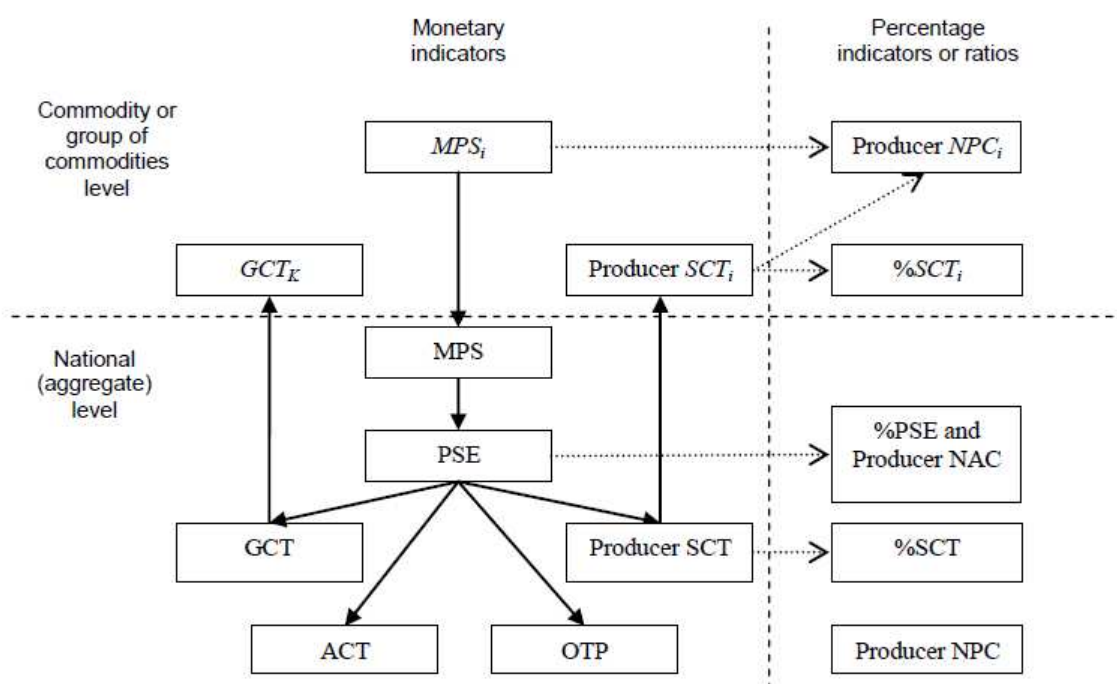 Monetary
indicators
Percentage
indicators or ratios
Commodity or
group of
commodities
level
MPSi
Producer NPCi
GCTK
Producer SCTi
%SCTi
National
(aggregate)
level
MPS
PSE
%PSE and
Producer NAC
GCT
Producer SCT
%SCT
ACT
OTP
Producer NPC